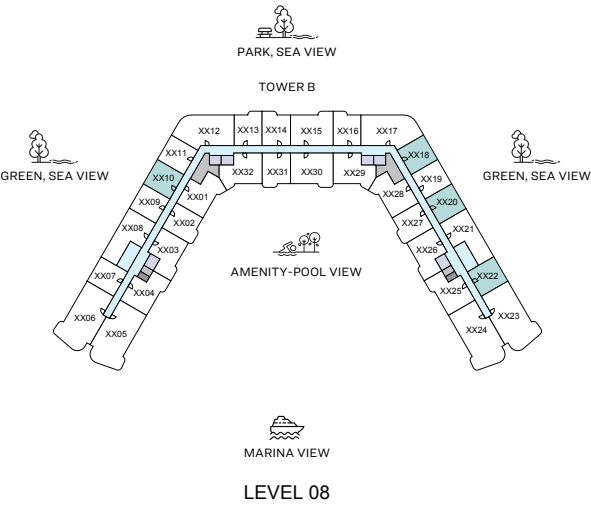 PARK, SEA VIEW
TOWER B
XX12
XX13
XX14
XX15
XX16
XX17
XX11
XX32
XX31
XX30
XX29
XX18
GREEN, SEA VIEW
GREEN, SEA VIEW
XX10
XX01
XX28
XX19
XX09
XX02
XX27
XX20
XX08
XX03
XX26
XX21
AMENITY-POOL VIEW
XX07
XX04
XX25
XX22
XX06
XX05
XX24
XX23
MARINA VIEW
LEVEL 08